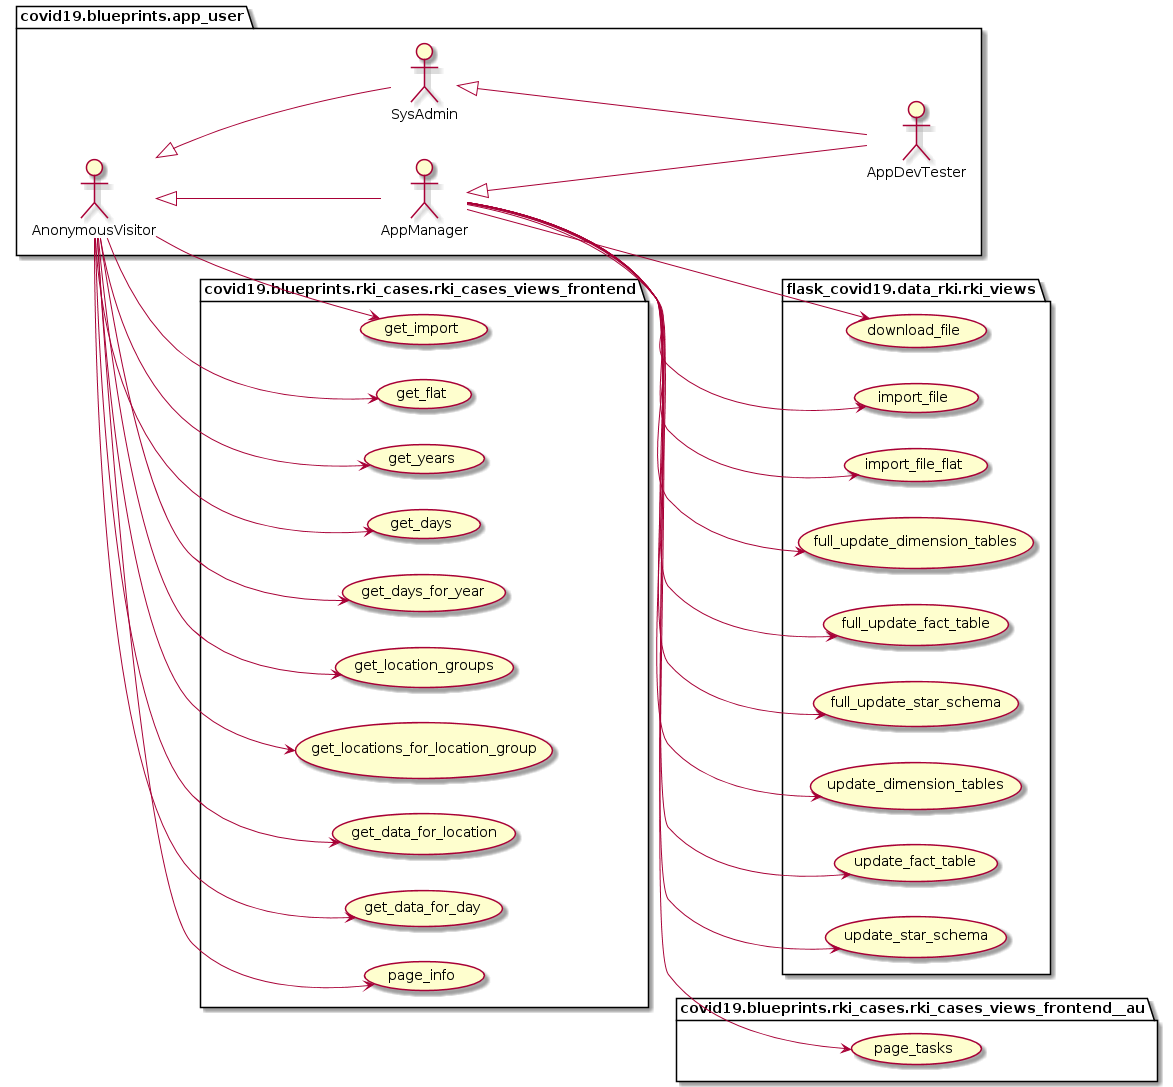 covid19.blueprints.app_user
SysAdmin
AppDevTester
AnonymousVisitor
AppManager
covid19.blueprints.rki_cases.rki_cases_views_frontend
get_import
get_flat
get_years
get_days
get_days_for_year
get_location_groups
get_locations_for_location_group
get_data_for_location
get_data_for_day
page_info
flask_covid19.data_rki.rki_views
download_file
import_file
import_file_flat
full_update_dimension_tables
full_update_fact_table
full_update_star_schema
update_dimension_tables
update_fact_table
update_star_schema
covid19.blueprints.rki_cases.rki_cases_views_frontend__au
page_tasks